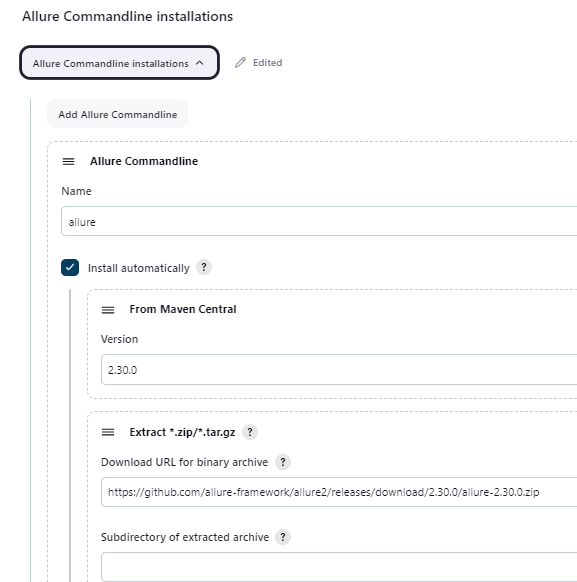 Allure Commandline installations
Allure Commandline installations
Edited
Add Allure Commandline
Allure Commandline
Name
allure
Install automatically ?
From Maven Central
Version
2.30.0
Extract *.zip/*.tar.gz ?
Download URL for binary archive ?
https://github.com/allure-framework/allure2/releases/download/2.30.0/allure-2.30.0.zip
Subdirectory of extracted archive ?